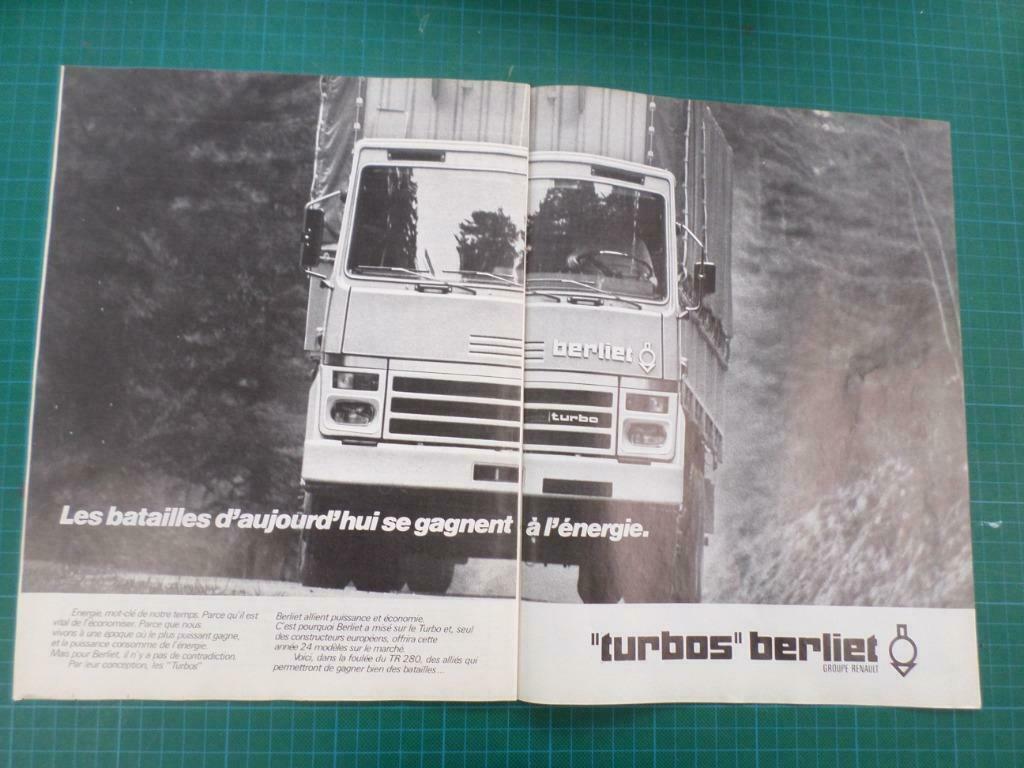 berliet
turbo
Les batailles d'aujourd'hui se gagnent à l'énergie.
Energie, mot-clé de notre temps. Parce qu'il est
vital de l'économiser. Parce que nous
vivons à une époque où le plus puissant gagne,
et la puissance consomme de l'énergie.
Mais pour Berliet, il n'y a pas de contradiction.
Par leur conception, les "Turbos"
Berliet allient puissance et économie.
C'est pourquoi Berliet a misé sur le Turbo et, seul
des constructeurs européens, offrira cette
année 24 modèles sur le marché.
Voici, dans la foulée du TR 280, des alliés qui
permettront de gagner bien des batailles...
"turbos" berliet
GROUPE RENAULT